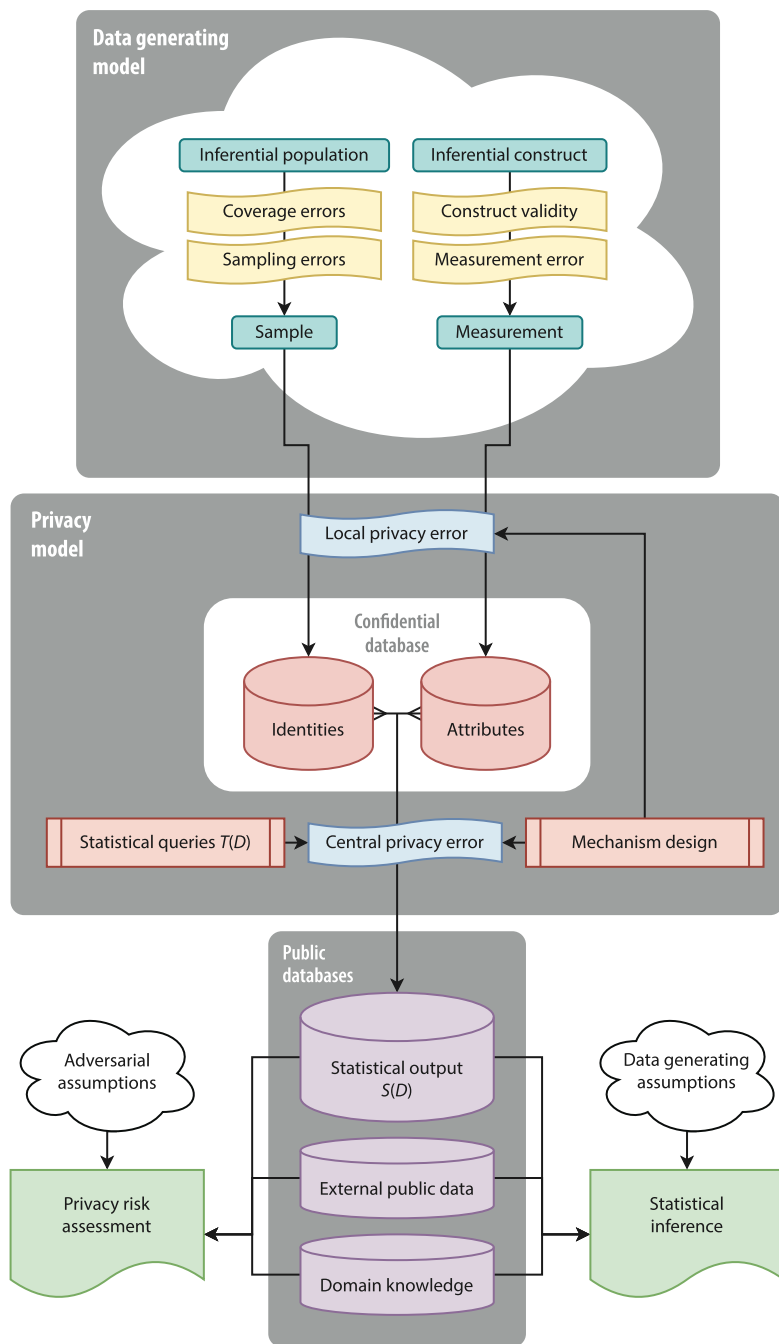 Data generating
model
Inferential population
Inferential construct
Coverage errors
Construct validity
Sampling errors
Measurement error
Sample
Measurement
Privacy
model
Local privacy error
Confidential
database
Identities
Attributes
Statistical queries T(D)
Central privacy error
Mechanism design
Public
databases
Adversarial
assumptions
Statistical output
S(D)
Data generating
assumptions
Privacy risk
assessment
External public data
Statistical
inference
Domain knowledge